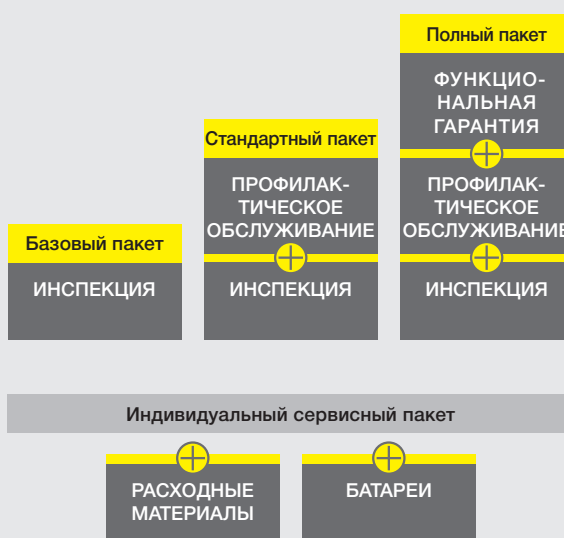 Базовый пакет
ИНСПЕКЦИЯ
Стандартный пакет
ПРОФИЛАК-
ТИЧЕСКОЕ
ОБСЛУЖИВАНИЕ
ИНСПЕКЦИЯ
Полный пакет
ФУНКЦИО-
НАЛЬНАЯ
ГАРАНТИЯ
ПРОФИЛАК-
ТИЧЕСКОЕ
ОБСЛУЖИВАНИЕ
ИНСПЕКЦИЯ
Индивидуальный сервисный пакет
РАСХОДНЫЕ
МАТЕРИАЛЫ
БАТАРЕИ